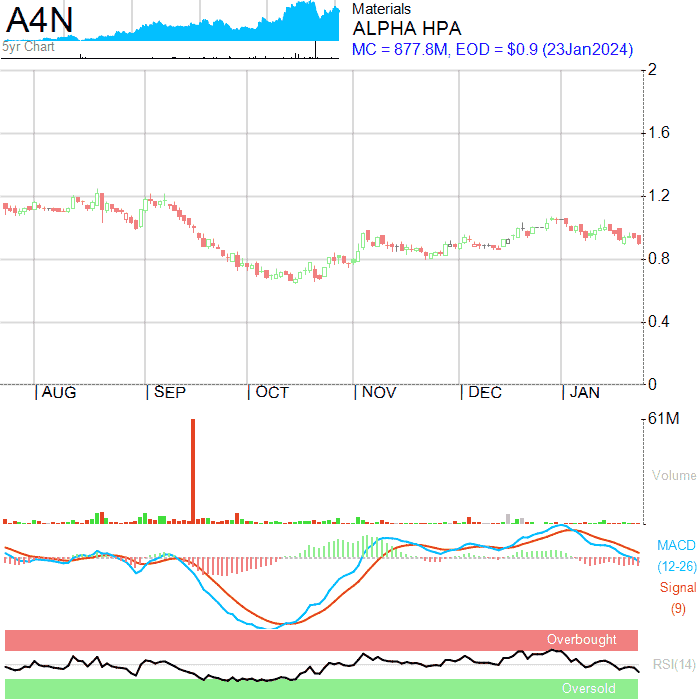 A4N
5yr Chart
Materials
ALPHA HPA
MC = 877.8M, EOD = $0.9 (23Jan2024)
2
1.6
1.2
0.8
0.4
0
AUG SEP OCT NOV DEC JAN
61M
Volume
MACD
(12-26)
Signal
(9)
Overbought
RSI(14)
Oversold